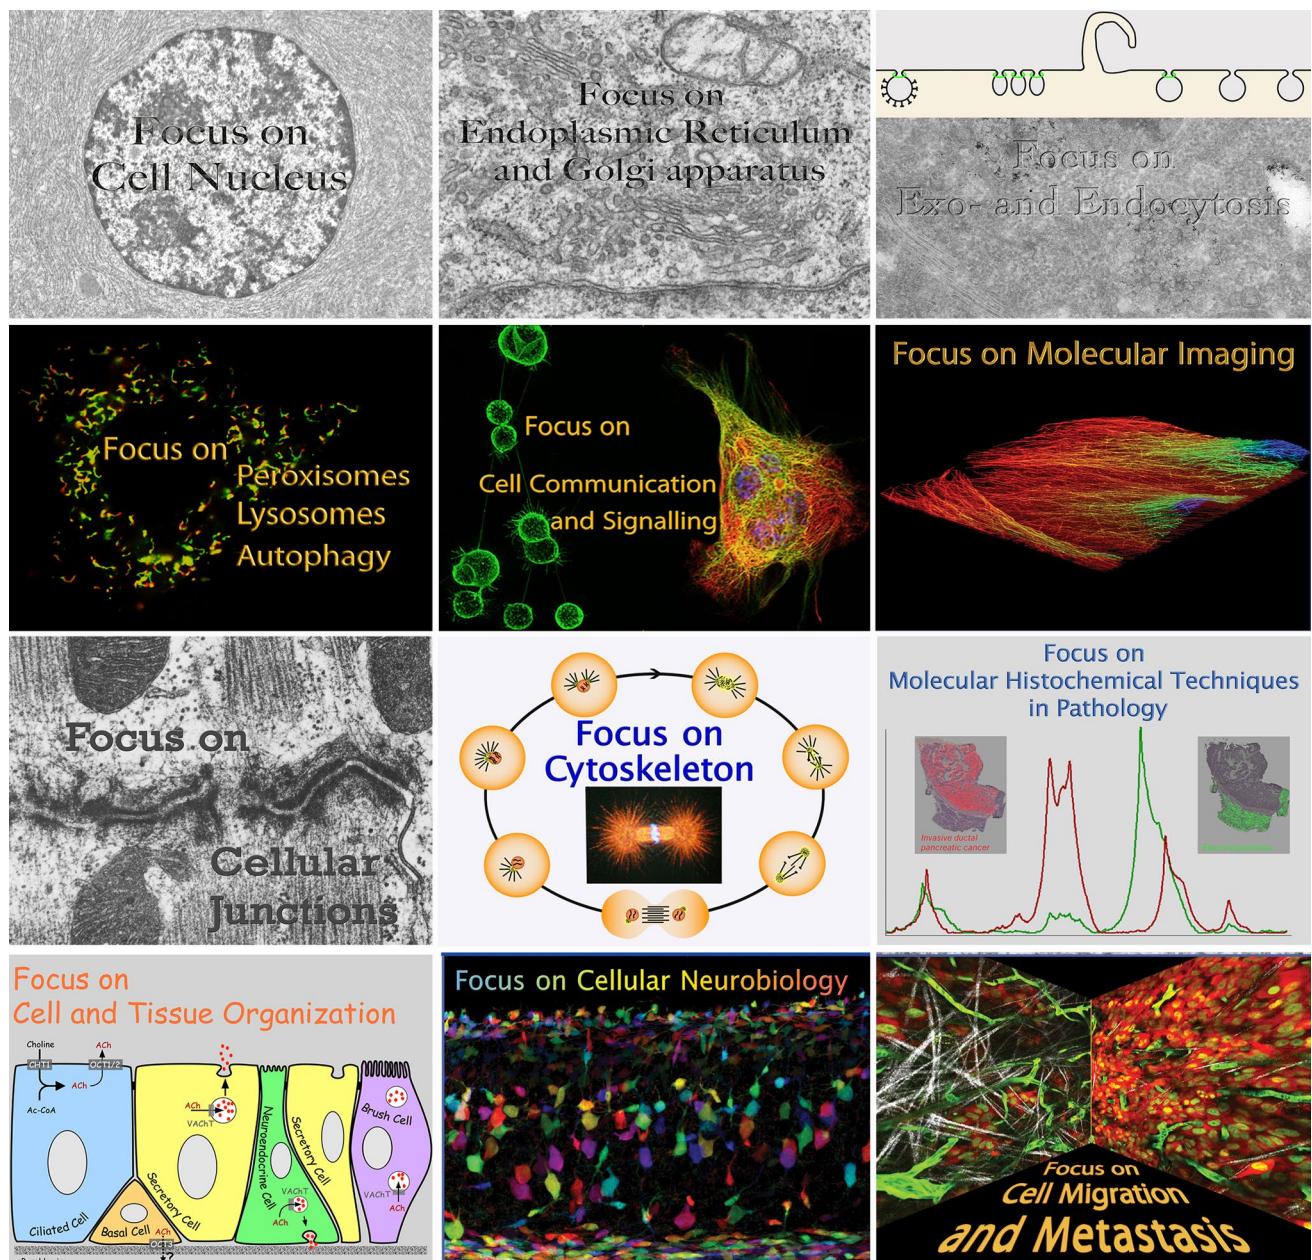 Focus on
Cell Nucleus
Focus on
Endoplasmic Reticulum
and Golgi apparatus
Focus on
Exo- and Endocytosis
Focus on
Peroxisomes
Lysosomes
Autophagy
Focus on
Cell Communication
and Signalling
Focus on Molecular Imaging
Focus on
Cellular
Junctions
Focus on
Cytoskeleton
Focus on
Molecular Histochemical Techniques
in Pathology
Invasive ductal
pancreatic cancer
Focus on
Cell and Tissue Organization
Choline
ACh
CHT1
OCT1/2
ACh
Ac-CoA
ACh
VAChT
Ciliated Cell
Basal Cell
ACh
OCT3
?
Secretory Cell
Neuroendocrine Cell
VAChT
ACh
Secretory Cell
Brush Cell
VAChT
ACh
Focus on Cellular Neurobiology
Focus on
Cell Migration
and Metastasis